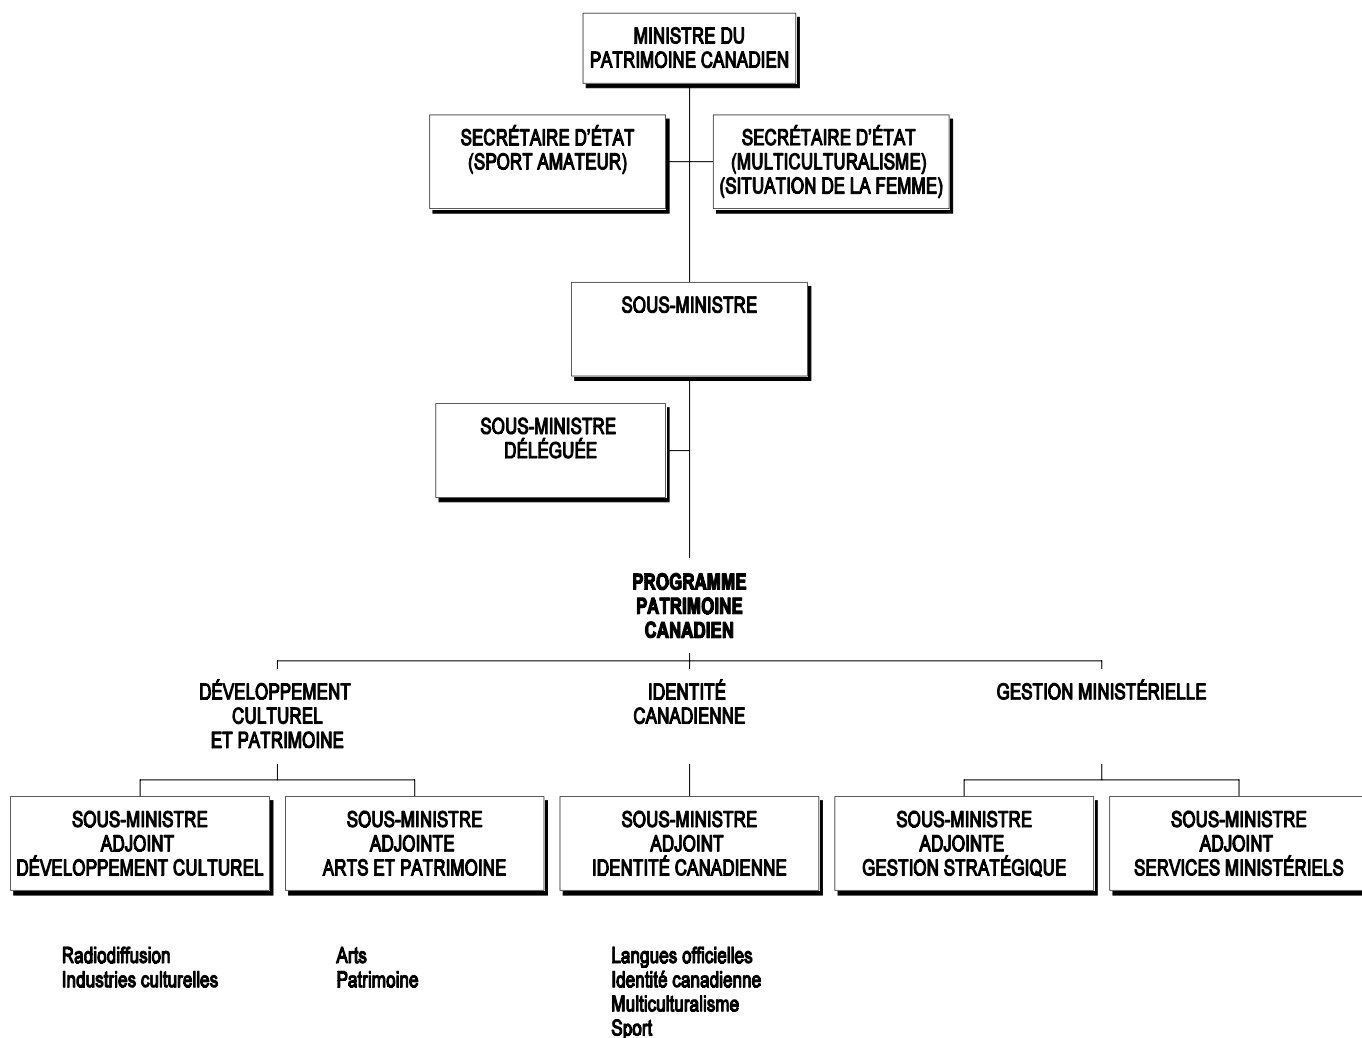 MINISTRE DU
PATRIMOINE CANADIEN
SECRÉTAIRE D'ÉTAT
(SPORT AMATEUR)
SECRÉTAIRE D'ÉTAT
(MULTICULTURALISME)
(SITUATION DE LA FEMME)
SOUS-MINISTRE
SOUS-MINISTRE
DÉLÉGUÉE
PROGRAMME
PATRIMOINE
CANADIEN
DÉVELOPPEMENT
CULTUREL
ET PATRIMOINE
IDENTITÉ
CANADIENNE
GESTION MINISTÉRIELLE
SOUS-MINISTRE
ADJOINT
DÉVELOPPEMENT CULTUREL
SOUS-MINISTRE
ADJOINTE
ARTS ET PATRIMOINE
SOUS-MINISTRE
ADJOINT
IDENTITÉ CANADIENNE
SOUS-MINISTRE
ADJOINTE
GESTION STRATÉGIQUE
SOUS-MINISTRE
ADJOINT
SERVICES MINISTÉRIELS
Radiodiffusion
Industries culturelles
Arts
Patrimoine
Langues officielles
Identité canadienne
Multiculturalisme
Sport